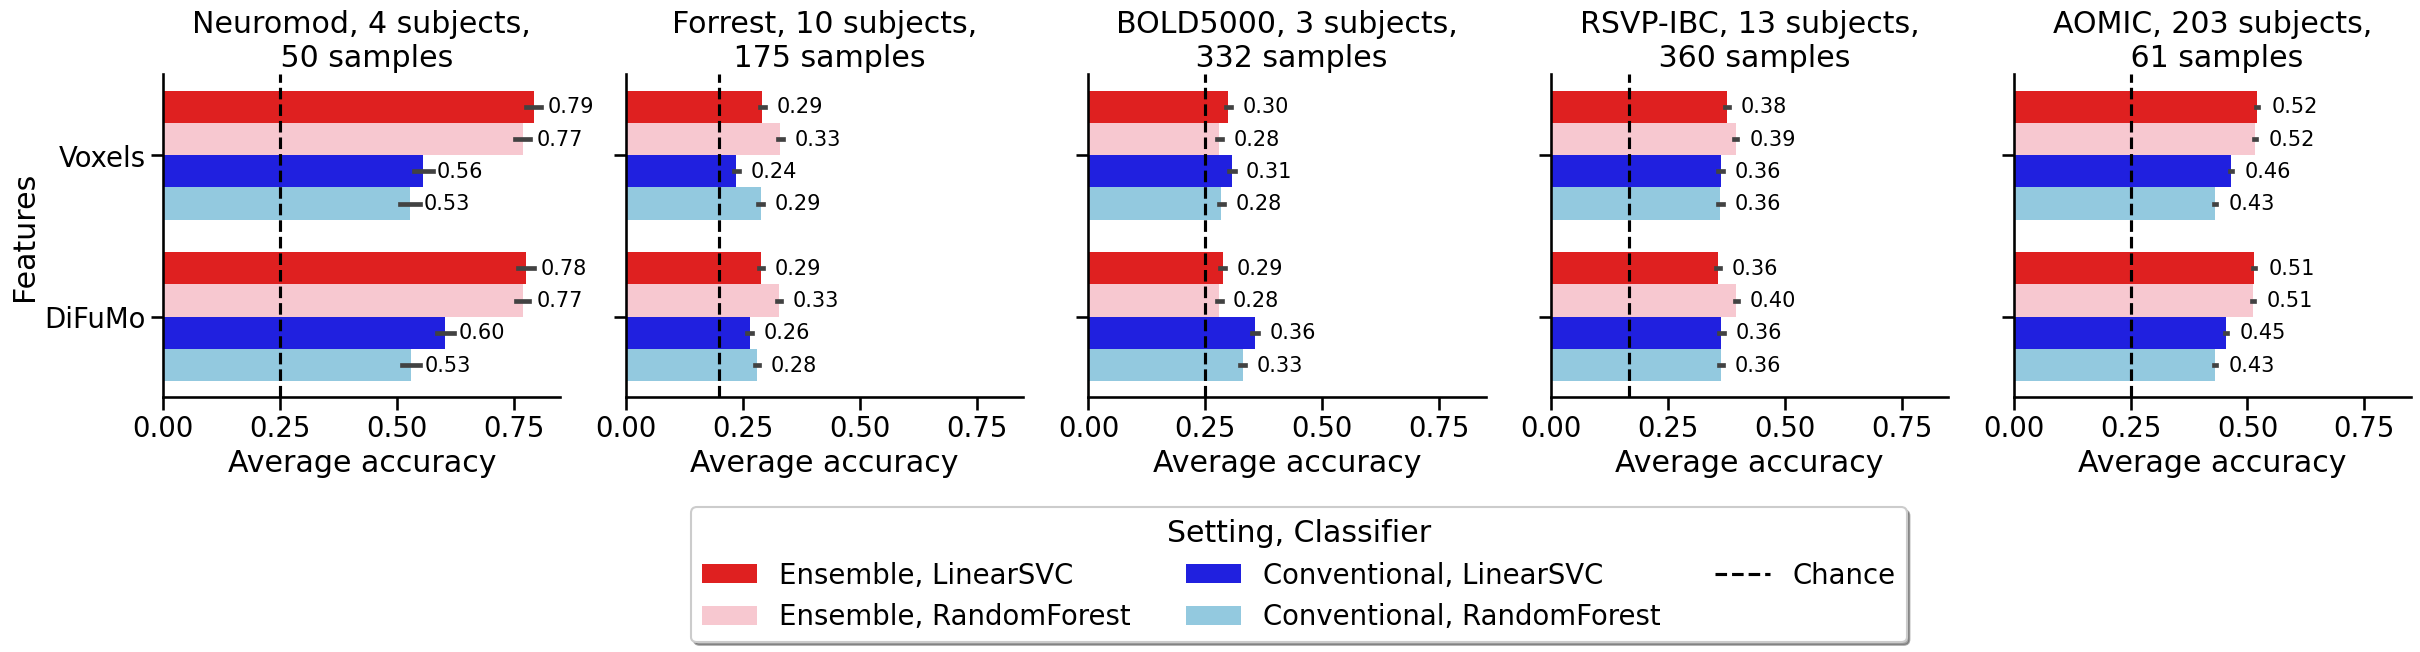 Neuromod, 4 subjects,
50 samples
Forrest, 10 subjects,
175 samples
BOLD5000, 3 subjects,
332 samples
RSVP-IBC, 13 subjects,
360 samples
AOMIC, 203 subjects,
61 samples
Features
Voxels
DiFuMo
0.79
0.77
0.56
0.53
0.78
0.77
0.60
0.53
0.00 0.25 0.50 0.75
Average accuracy
0.29
0.33
0.24
0.29
0.29
0.33
0.26
0.28
0.00 0.25 0.50 0.75
Average accuracy
0.30
0.28
0.31
0.28
0.29
0.28
0.36
0.33
0.00 0.25 0.50 0.75
Average accuracy
0.38
0.39
0.36
0.36
0.36
0.40
0.36
0.36
0.00 0.25 0.50 0.75
Average accuracy
0.52
0.52
0.46
0.43
0.51
0.51
0.45
0.43
0.00 0.25 0.50 0.75
Average accuracy
Setting, Classifier
Ensemble, LinearSVC
Ensemble, RandomForest
Conventional, LinearSVC
Conventional, RandomForest
Chance